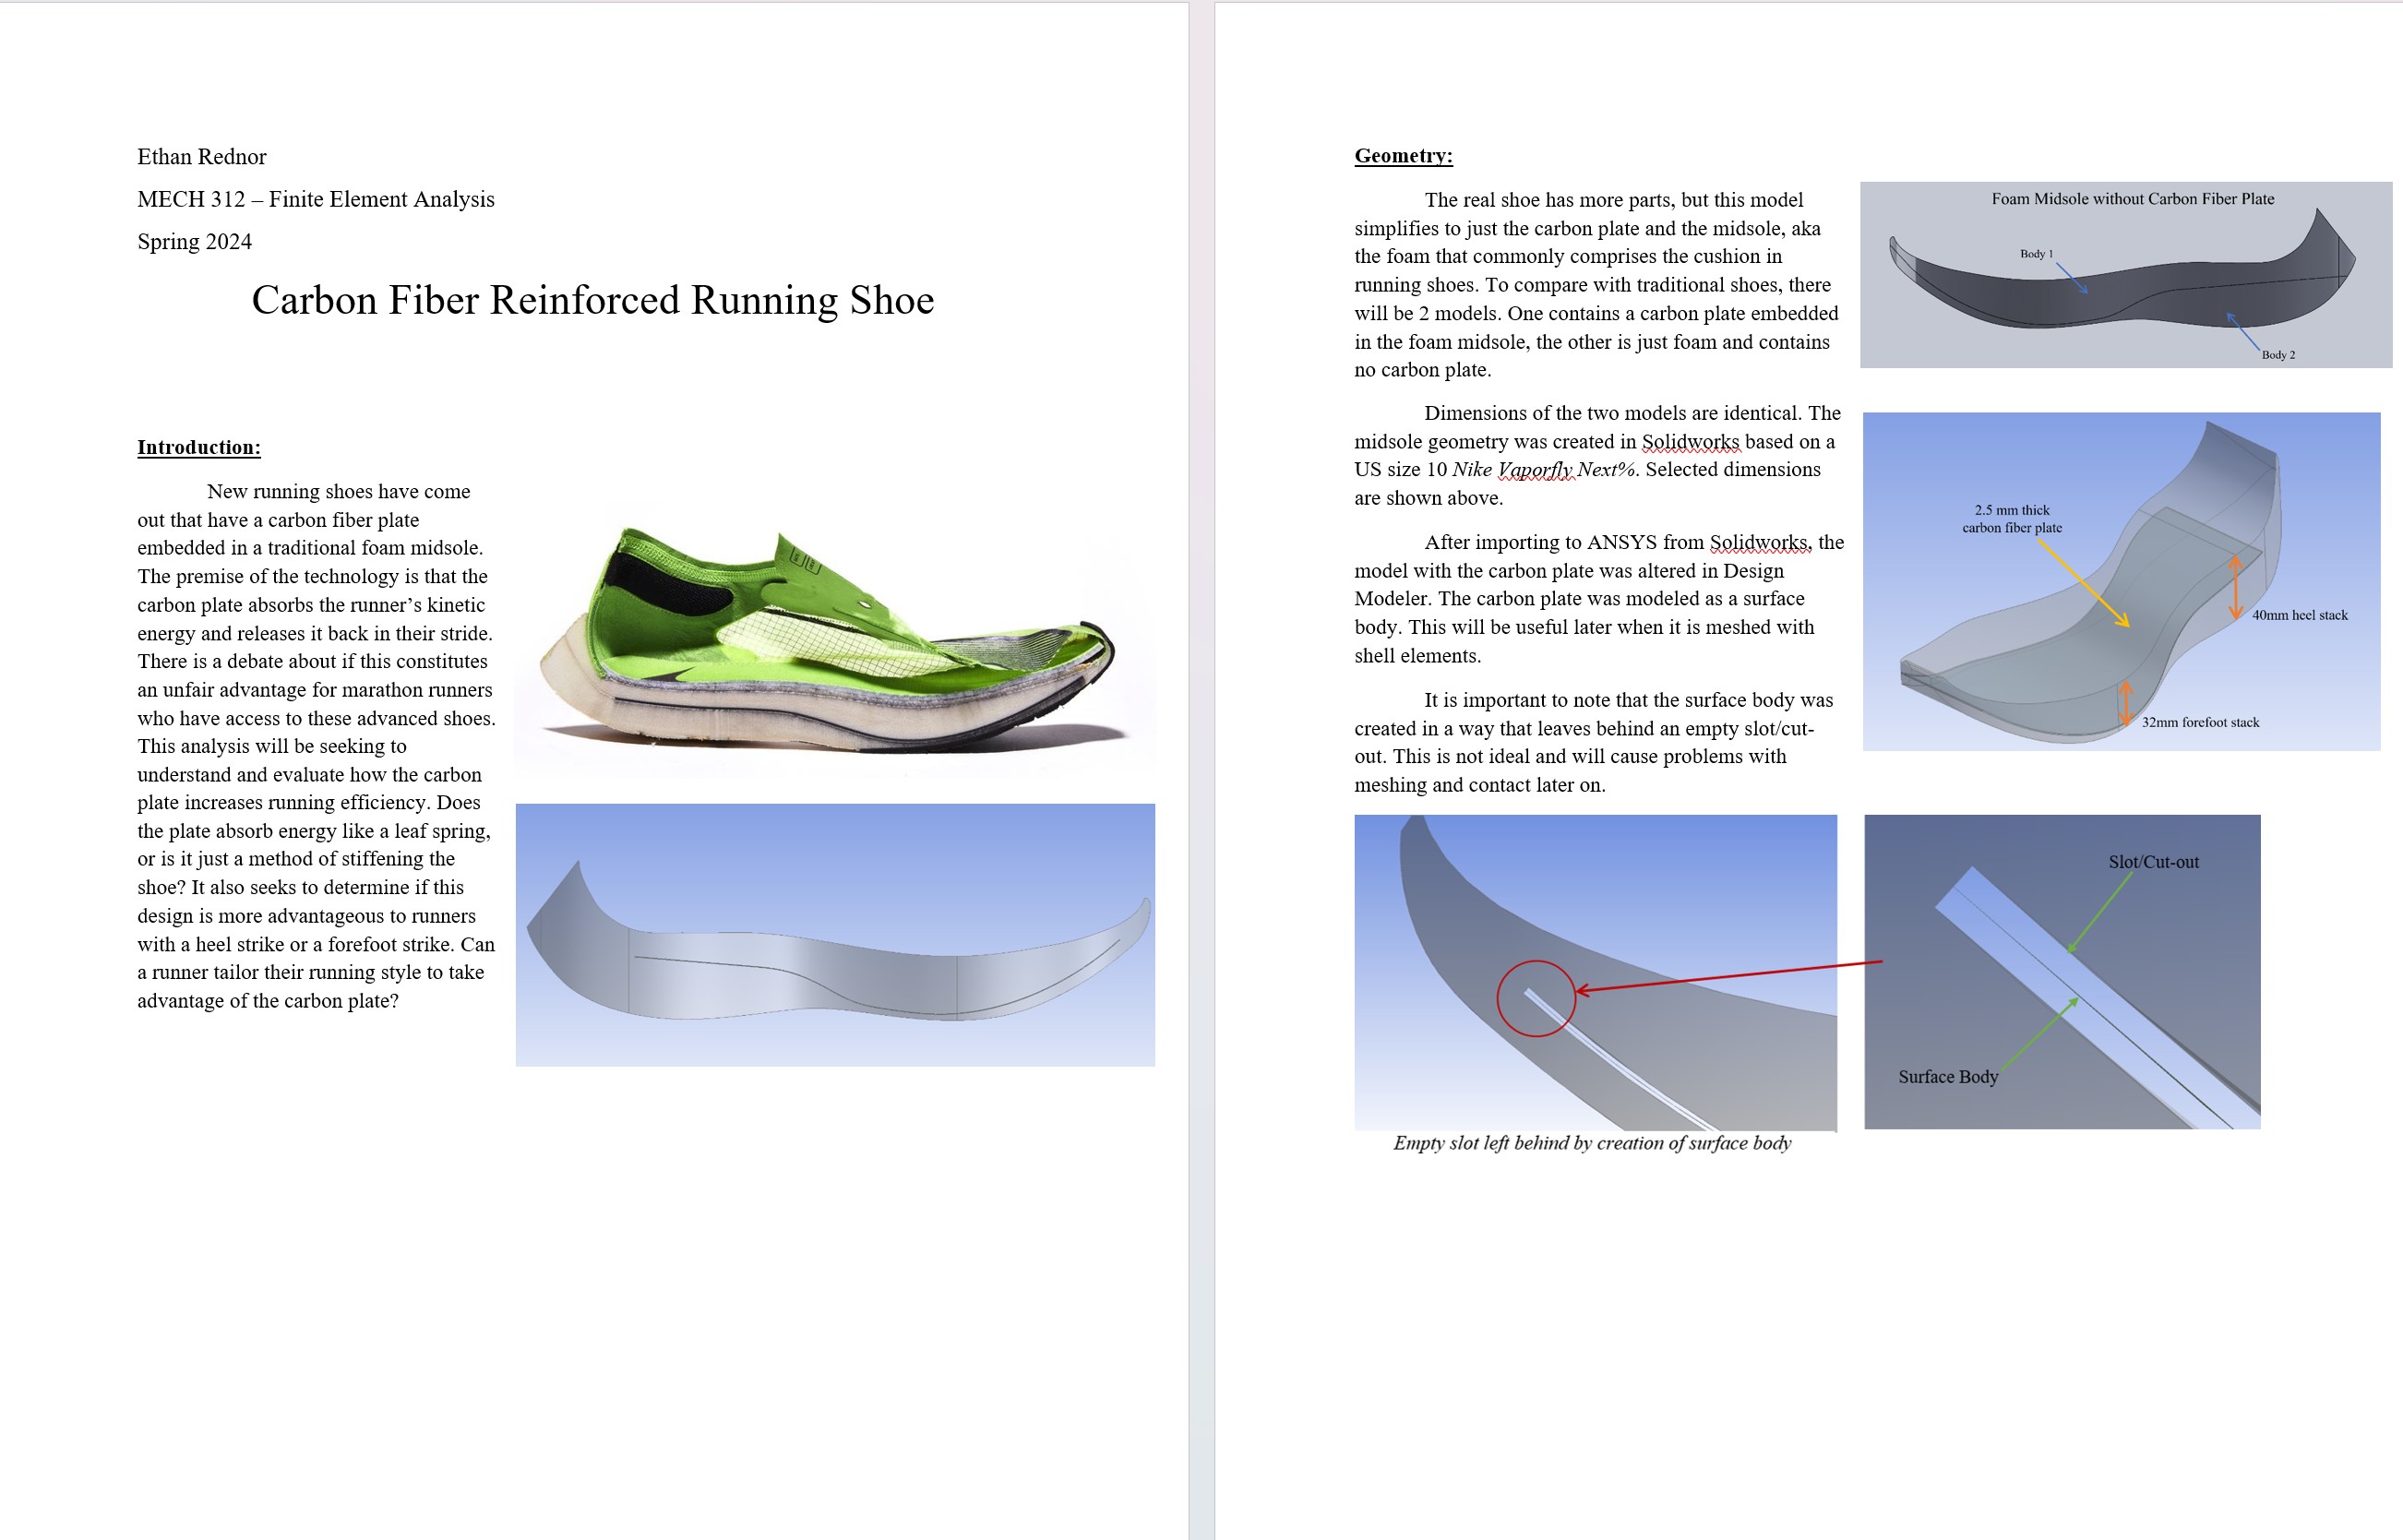 Ethan Rednor
MECH 312 – Finite Element Analysis
Spring 2024
Carbon Fiber Reinforced Running Shoe
Introduction:
New running shoes have come
out that have a carbon fiber plate
embedded in a traditional foam midsole.
The premise of the technology is that the
carbon plate absorbs the runner’s kinetic
energy and releases it back in their stride.
There is a debate about if this constitutes
an unfair advantage for marathon runners
who have access to these advanced shoes.
This analysis will be seeking to
understand and evaluate how the carbon
plate increases running efficiency. Does
the plate absorb energy like a leaf spring,
or is it just a method of stiffening the
shoe? It also seeks to determine if this
design is more advantageous to runners
with a heel strike or a forefoot strike. Can
a runner tailor their running style to take
advantage of the carbon plate?
Geometry:
The real shoe has more parts, but this model
simplifies to just the carbon plate and the midsole, aka
the foam that commonly comprises the cushion in
running shoes. To compare with traditional shoes, there
will be 2 models. One contains a carbon plate embedded
in the foam midsole, the other is just foam and contains
no carbon plate.
Dimensions of the two models are identical. The
midsole geometry was created in Solidworks based on a
US size 10 Nike Vaporfly Next%. Selected dimensions
are shown above.
After importing to ANSYS from Solidworks, the
model with the carbon plate was altered in Design
Modeler. The carbon plate was modeled as a surface
body. This will be useful later when it is meshed with
shell elements.
It is important to note that the surface body was
created in a way that leaves behind an empty slot/cut-
out. This is not ideal and will cause problems with
meshing and contact later on.
Foam Midsole without Carbon Fiber Plate
Body 1
Body 2
2.5 mm thick
carbon fiber plate
40mm heel stack
32mm forefoot stack
Slot/Cut-out
Surface Body
Empty slot left behind by creation of surface body